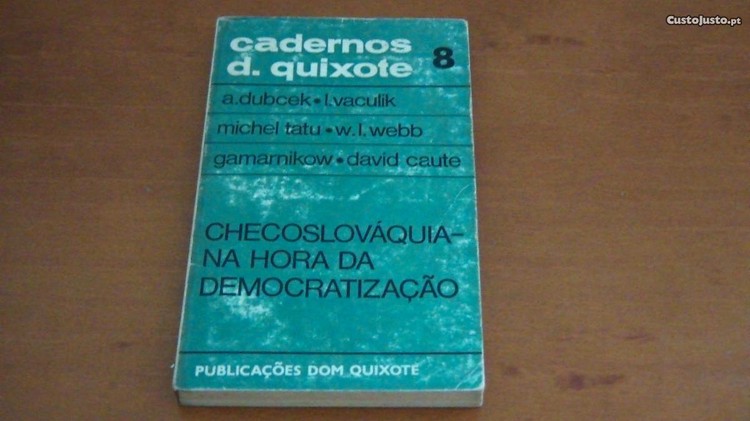 CustoJusto.pt
cadernos
d. quixote 8
a.dubcek • l.vaculik
michel tatu • w.l.webb
gamarnikow • david caute
CHECOSLOVÁQUIA-
NA HORA DA
DEMOCRATIZAÇÃO
PUBLICAÇÕES DOM QUIXOTE